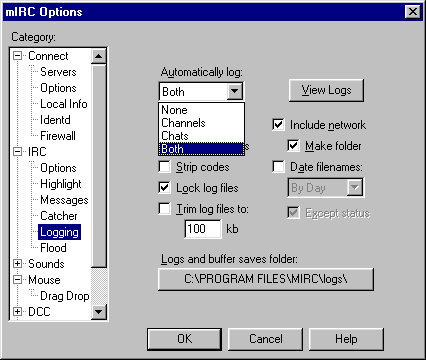 mIRC Options
Category:
Connect
Servers
Options
Local Info
Identd
Firewall
IRC
Options
Highlight
Messages
Catcher
Logging
Flood
Sounds
Mouse
Drag Drop
DCC
Automatically log:
Both
View Logs
None
Channels
Chats
Both
s
Include network
Make folder
Strip codes
Date filenames:
Lock log files
By Day
Trim log files to:
Except status
100 kb
Logs and buffer saves folder:
C:\PROGRAM FILES\MIRC\logs\
OK
Cancel
Help